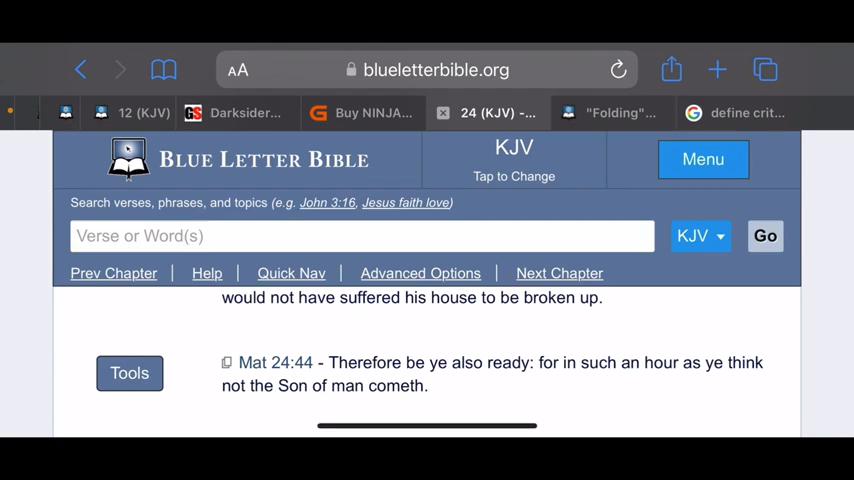 AA blueletterbible.org
12 (KJV) GS Darksider... G Buy NINJA... 24 (KJV) -... "Folding"... G define crit...
BLUE LETTER BIBLE
KJV
Tap to Change
Menu
Search verses, phrases, and topics (e.g. John 3:16, Jesus faith love)
Verse or Word(s) KJV Go
Prev Chapter | Help | Quick Nav | Advanced Options | Next Chapter
would not have suffered his house to be broken up.
Tools
Mat 24:44 - Therefore be ye also ready: for in such an hour as ye think
not the Son of man cometh.